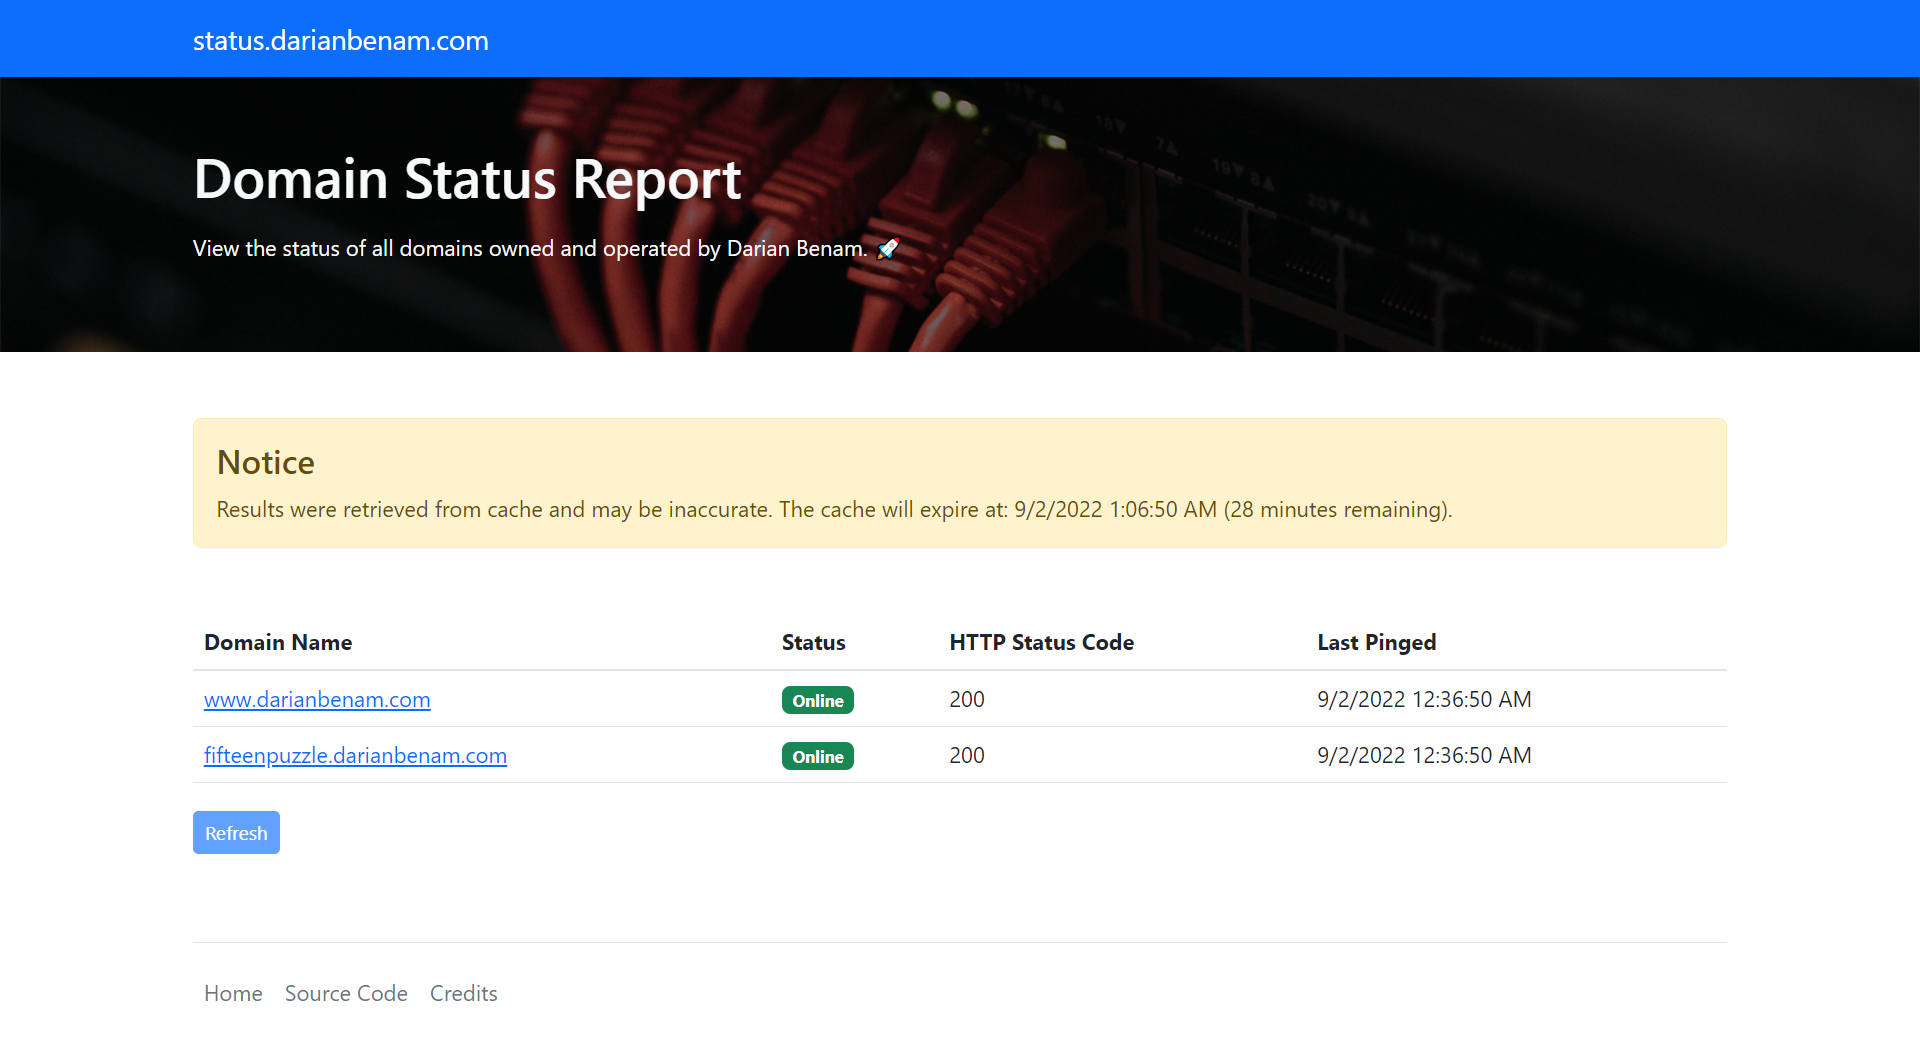 status.darianbenam.com
Domain Status Report
View the status of all domains owned and operated by Darian Benam. 🚀
Notice
Results were retrieved from cache and may be inaccurate. The cache will expire at: 9/2/2022 1:06:50 AM (28 minutes remaining).
Domain Name Status HTTP Status Code Last Pinged
www.darianbenam.com Online 200 9/2/2022 12:36:50 AM
fifteenpuzzle.darianbenam.com Online 200 9/2/2022 12:36:50 AM
Refresh
Home Source Code Credits